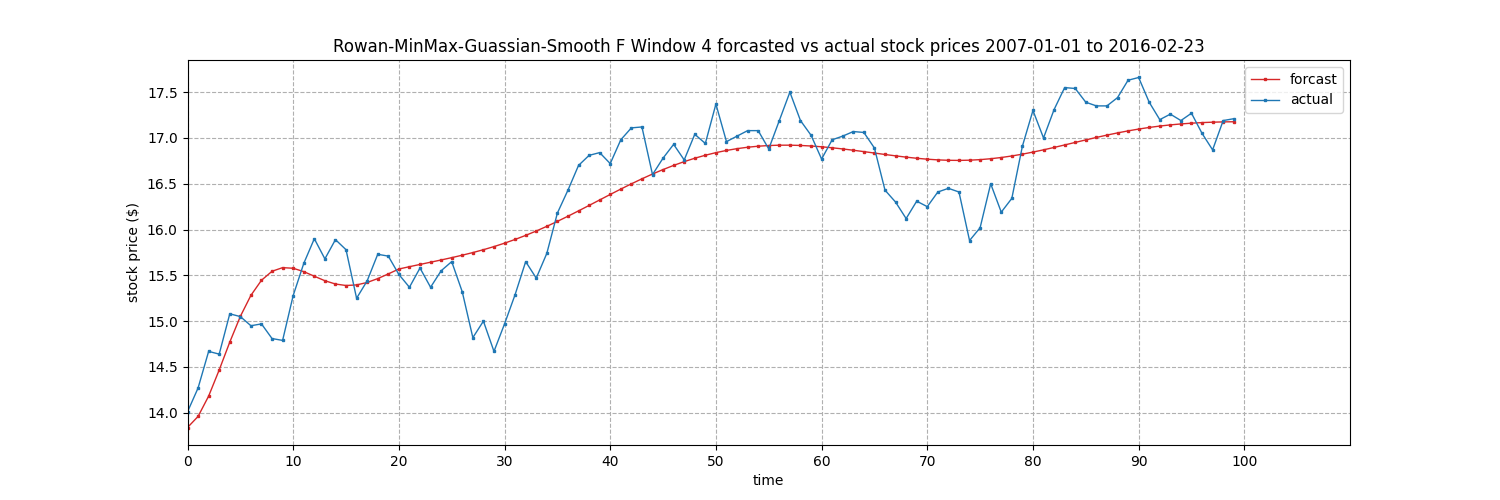 Rowan-MinMax-Guassian-Smooth F Window 4 forcasted vs actual stock prices 2007-01-01 to 2016-02-23
forcast
actual
stock price ($)
17.5
17.0
16.5
16.0
15.5
15.0
14.5
14.0
0 10 20 30 40 50 60 70 80 90 100
time